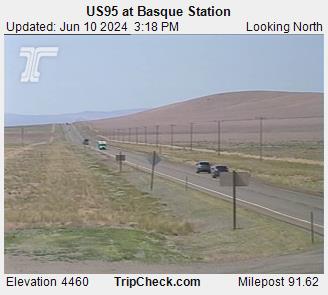 US95 at Basque Station
Updated: Jun 10 2024 3:18 PM Looking North
Elevation 4460 TripCheck.com Milepost 91.62